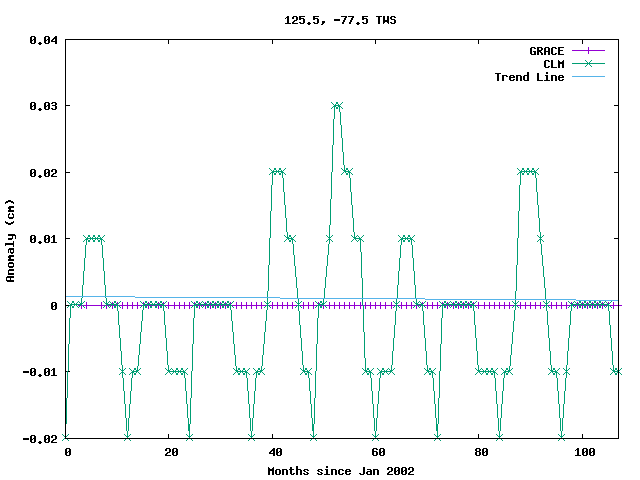 125.5, -77.5 TWS
GRACE
CLM
Trend Line
0.04
0.03
0.02
0.01
0
-0.01
-0.02
Anomaly (cm)
0 20 40 60 80 100
Months since Jan 2002